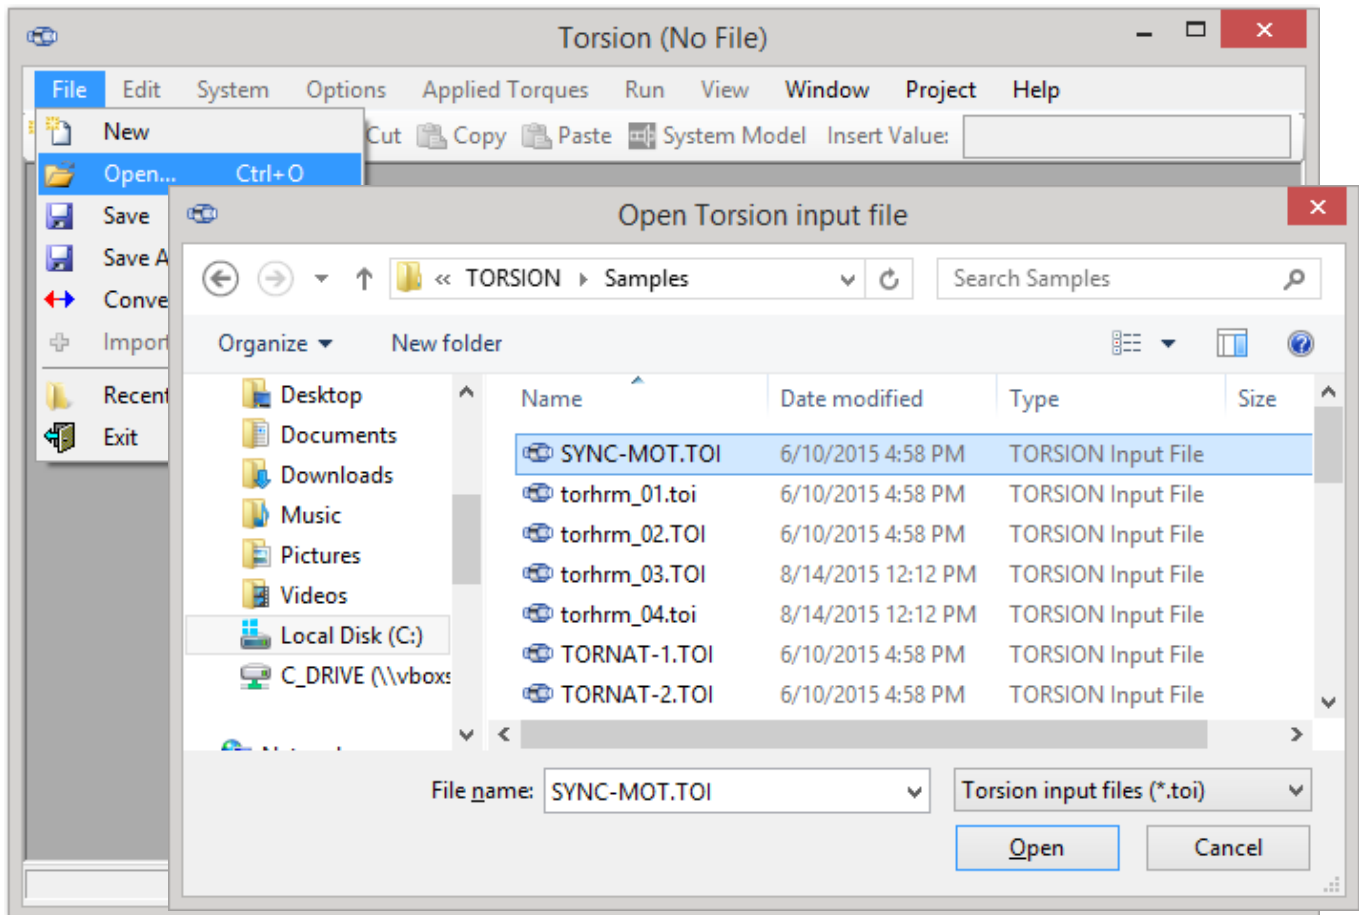 Torsion (No File)
File Edit System Options Applied Torques Run View Window Project Help
New Cut Copy Paste System Model Insert Value:
Open... Ctrl+O
Save
Open Torsion input file
Save A
« TORSION Samples Search Samples
Conve
Import
Organize New folder
Recent
Exit
Desktop
Documents
Downloads
Music
Pictures
Videos
Local Disk (C:)
C_DRIVE (\\vboxs
Name Date modified Type Size
SYNC-MOT.TOI 6/10/2015 4:58 PM TORSION Input File
torhrm_01.toi 6/10/2015 4:58 PM TORSION Input File
torhrm_02.TOI 6/10/2015 4:58 PM TORSION Input File
torhrm_03.TOI 8/14/2015 12:12 PM TORSION Input File
torhrm_04.toi 8/14/2015 12:12 PM TORSION Input File
TORNAT-1.TOI 6/10/2015 4:58 PM TORSION Input File
TORNAT-2.TOI 6/10/2015 4:58 PM TORSION Input File
File name: SYNC-MOT.TOI Torsion input files (*.toi)
Open Cancel